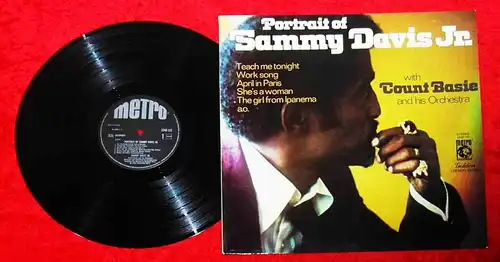 Portrait of
Sammy Davis Jr.
Teach me tonight
Work song
April in Paris
She's a woman
The girl from Ipanema
a.o.
with
Count Basie
and his Orchestra
metro